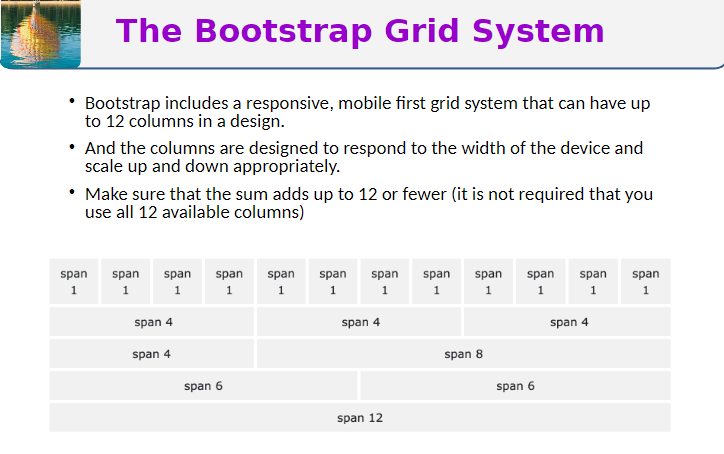 The Bootstrap Grid System
• Bootstrap includes a responsive, mobile first grid system that can have up
to 12 columns in a design.
• And the columns are designed to respond to the width of the device and
scale up and down appropriately.
• Make sure that the sum adds up to 12 or fewer (it is not required that you
use all 12 available columns)
span span span span span span span span span span span span
1 1 1 1 1 1 1 1 1 1 1 1
span 4 span 4 span 4
span 4 span 8
span 6 span 6
span 12